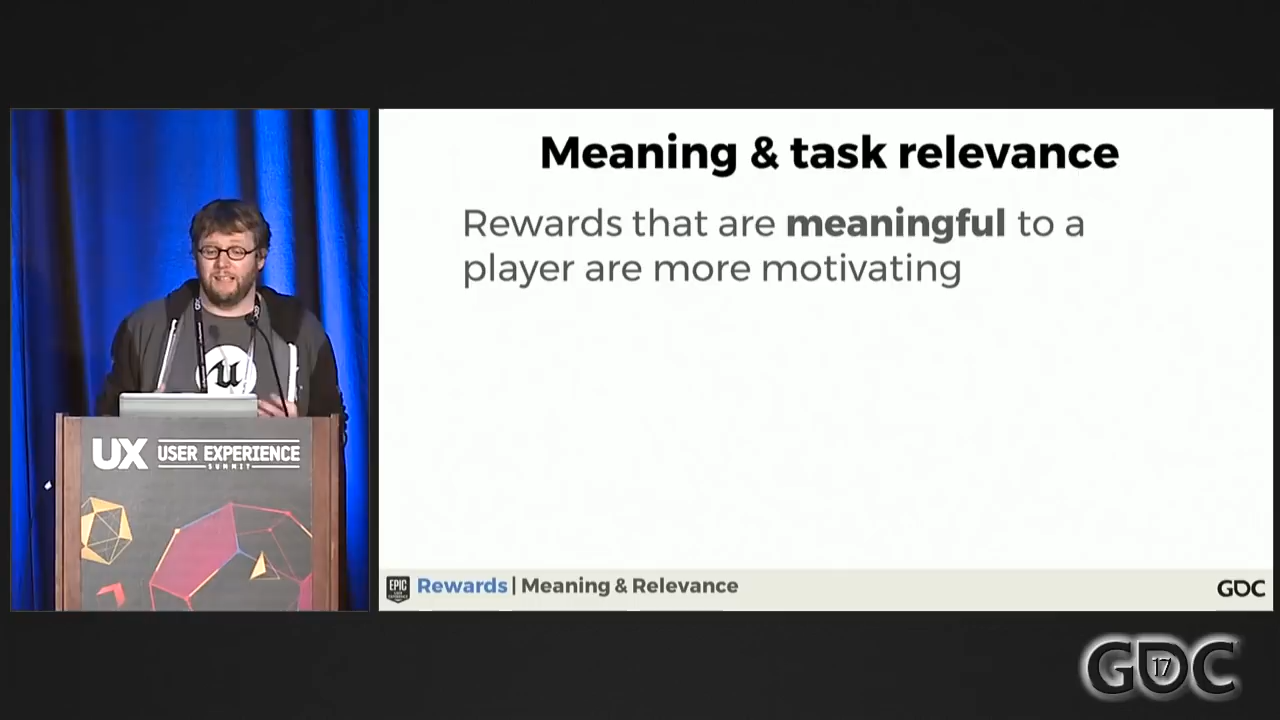 Meaning & task relevance
Rewards that are meaningful to a
player are more motivating
UX USER EXPERIENCE
SUMMIT
EPIC
Rewards | Meaning & Relevance
GDC
GDC
17